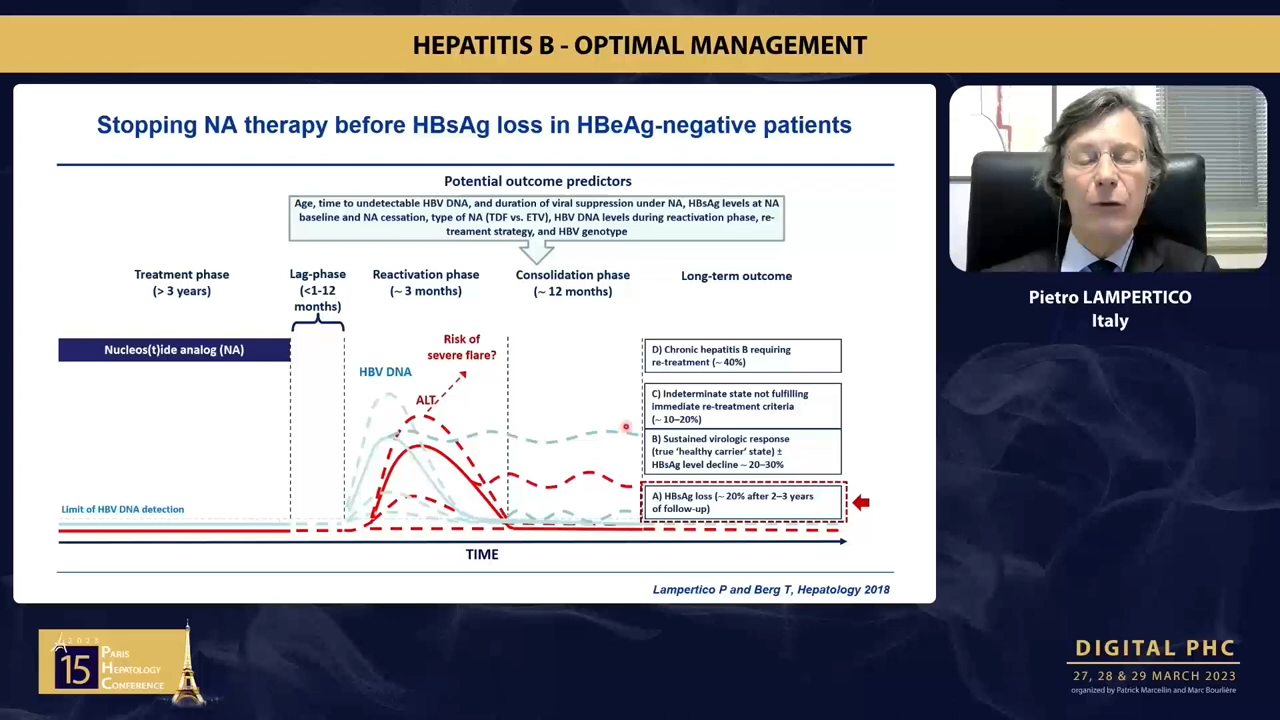 HEPATITIS B - OPTIMAL MANAGEMENT
Stopping NA therapy before HBsAg loss in HBeAg-negative patients
Potential outcome predictors
Age, time to undetectable HBV DNA, and duration of viral suppression under NA, HBsAg levels at NA
baseline and NA cessation, type of NA (TDF vs. ETV), HBV DNA levels during reactivation phase, re-
treament strategy, and HBV genotype
Treatment phase
(> 3 years)
Lag-phase
(<1-12
months)
Reactivation phase
(~ 3 months)
Consolidation phase
(~ 12 months)
Long-term outcome
Nucleos(t)ide analog (NA)
Risk of
severe flare?
HBV DNA
ALT
D) Chronic hepatitis B requiring
re-treatment (~ 40%)
C) Indeterminate state not fulfilling
immediate re-treatment criteria
(~ 10–20%)
B) Sustained virologic response
(true 'healthy carrier' state) ±
HBsAg level decline ~ 20–30%
A) HBsAg loss (~ 20% after 2–3 years
of follow-up)
Limit of HBV DNA detection
TIME
Lampertico P and Berg T, Hepatology 2018
Pietro LAMPERTICO
Italy
2023
15
PARIS
HEPATOLOGY
CONFERENCE
DIGITAL PHC
27, 28 & 29 MARCH 2023
organized by Patrick Marcellin and Marc Bourlière